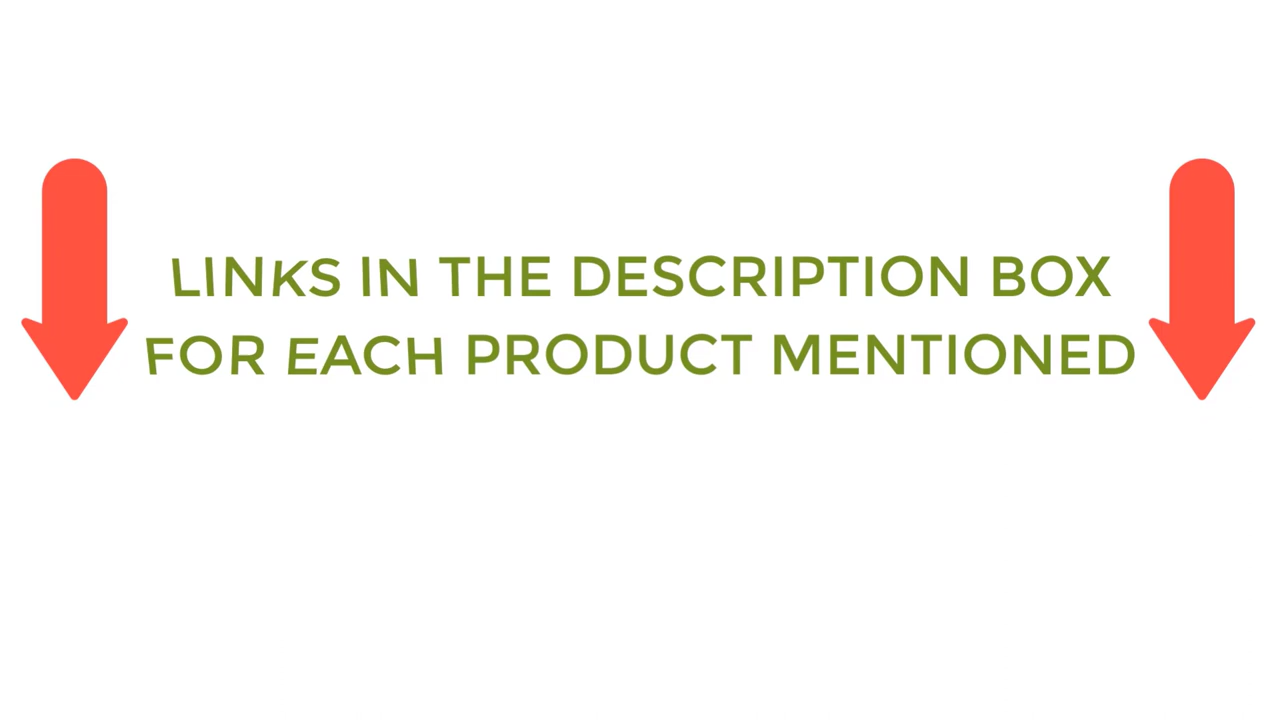 LINKS IN THE DESCRIPTION BOX
FOR EACH PRODUCT MENTIONED